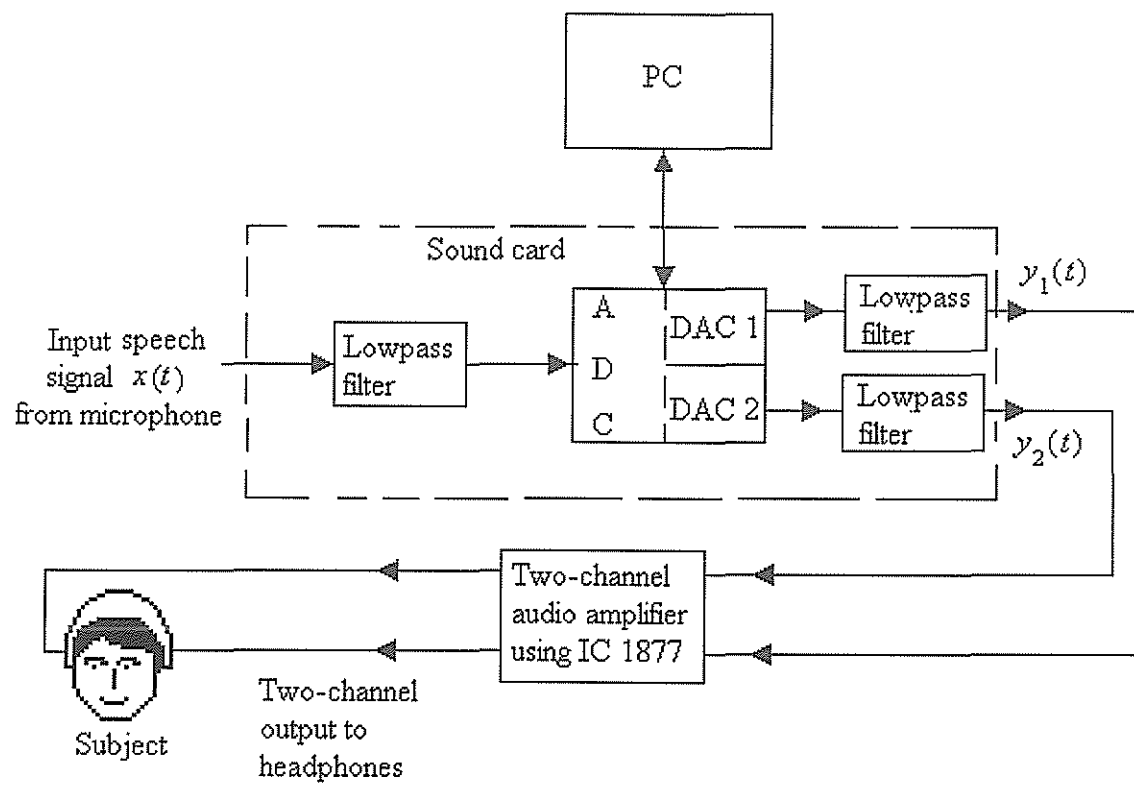 PC
Sound card
Input speech
signal x(t)
from microphone
Lowpass
filter
A
D
C
DAC 1
DAC 2
Lowpass
filter
y₁(t)
Lowpass
filter
y₂(t)
Two-channel
audio amplifier
using IC 1877
Two-channel
output to
headphones
Subject